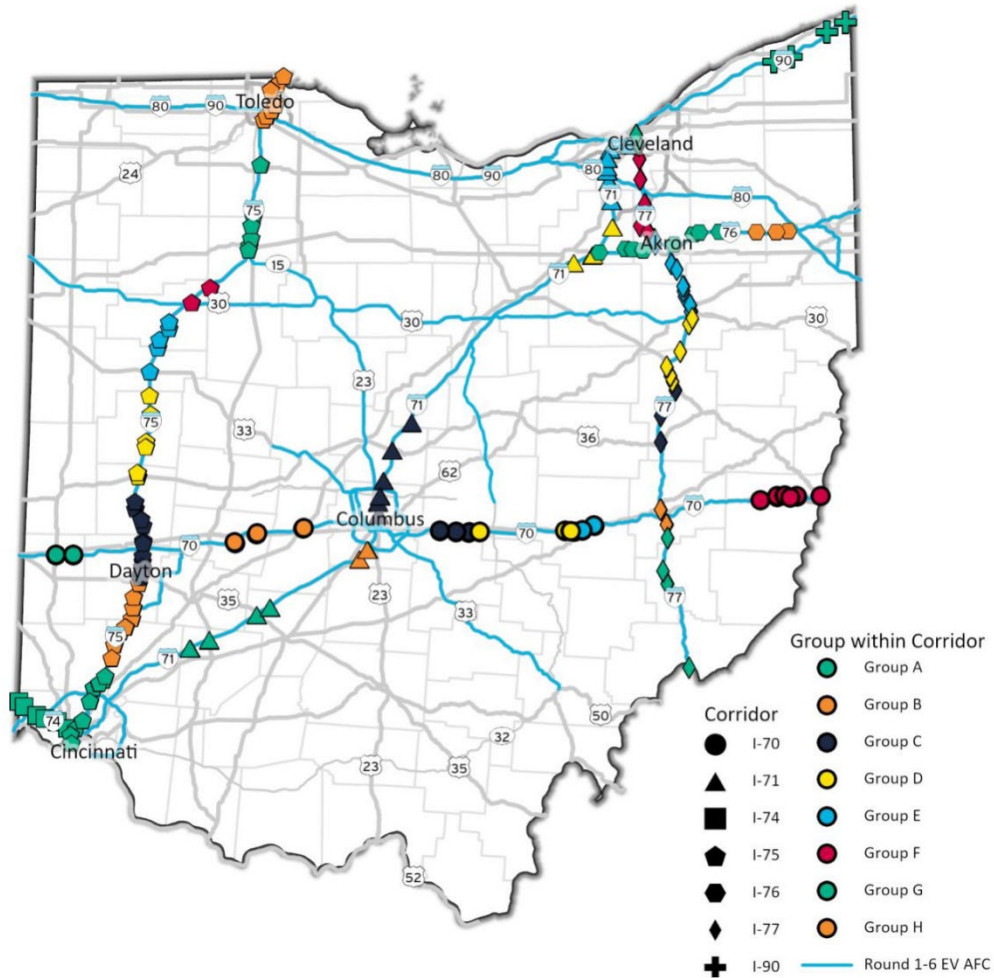 90
Toledo
80
90
Cleveland
24
80
90
80
71
80
75
77
76
Akron
15
71
30
30
30
23
71
77
75
33
36
62
70
Columbus
70
70
Dayton
35
23
33
77
75
71
74
Cincinnati
50
32
23
35
52
Group within Corridor
Group A
Group B
Corridor
I-70
Group C
I-71
Group D
I-74
Group E
I-75
Group F
I-76
Group G
I-77
Group H
I-90
Round 1-6 EV AFC